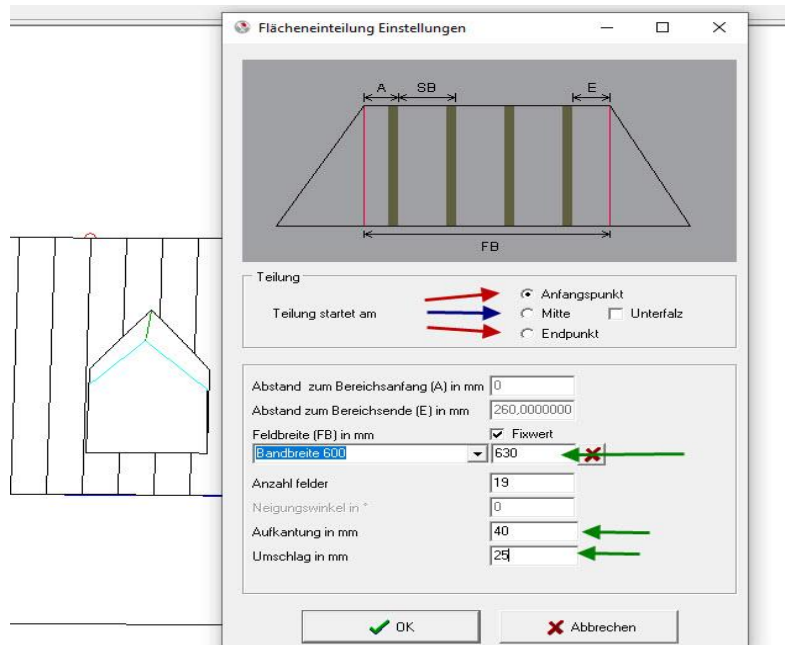 Flächeneinteilung Einstellungen
A SB E
FB
Teilung
Teilung startet am
Anfangspunkt
Mitte Unterfalz
Endpunkt
Abstand zum Bereichsanfang (A) in mm 0
Abstand zum Bereichsende (E) in mm 260,0000000
Feldbreite (FB) in mm Fixwert
Bandbreite 600 630
Anzahl felder 19
Neigungswinkel in ° 0
Aufkantung in mm 40
Umschlag in mm 25
OK Abbrechen